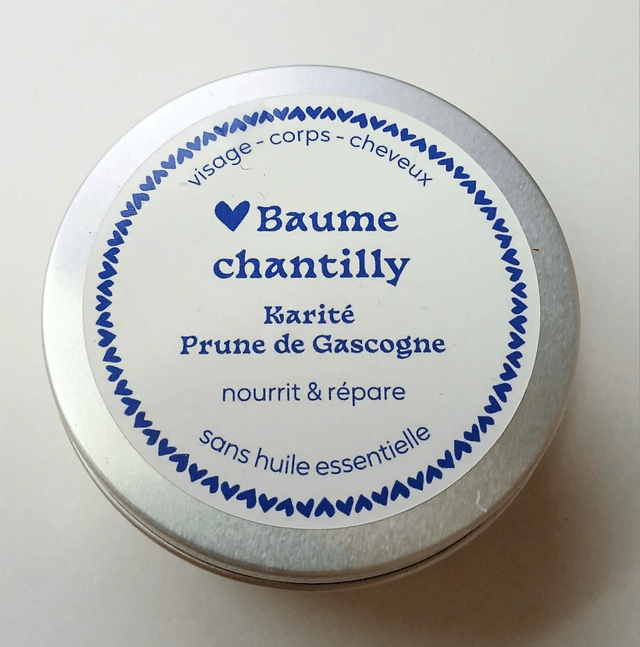 visage - corps - cheveux
Baume
chantilly
Karité
Prune de Gascogne
nourrit & répare
sans huile essentielle